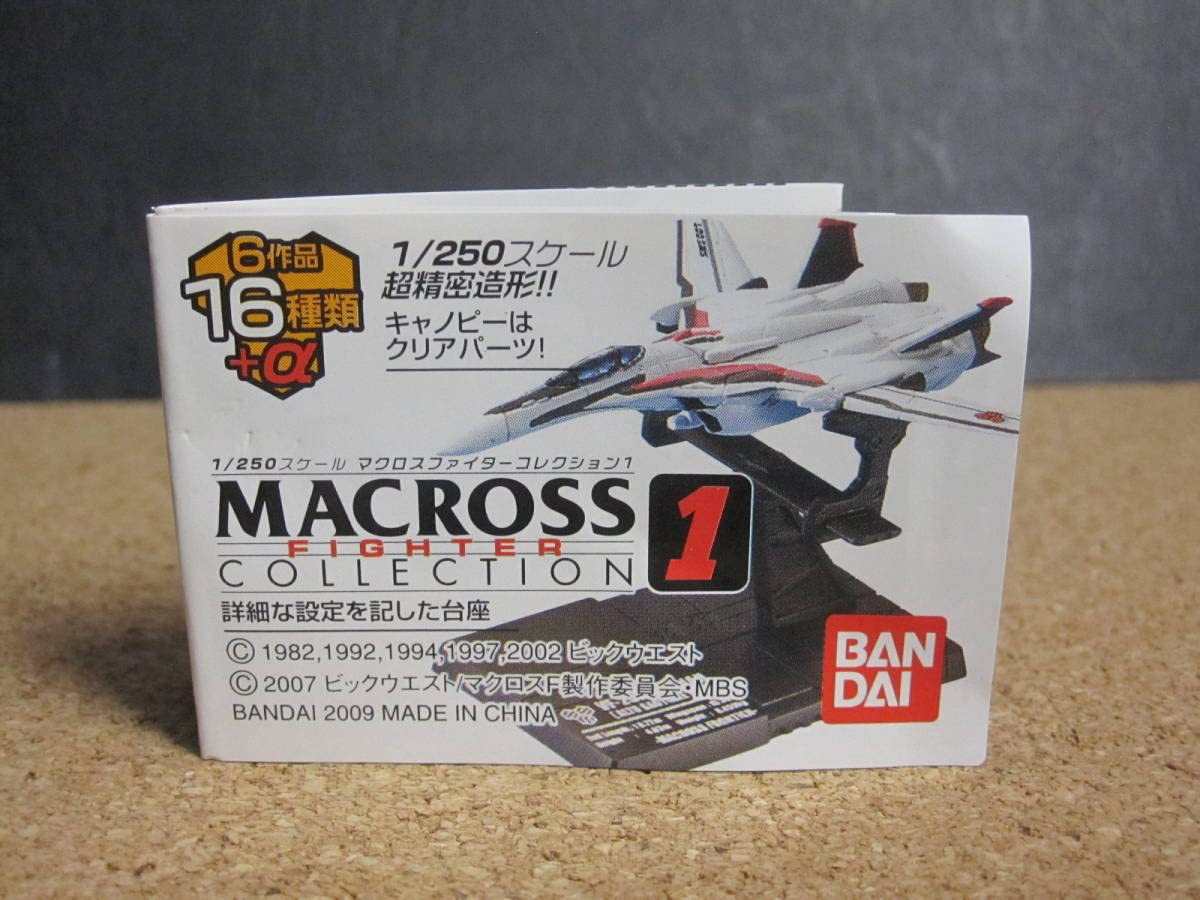 6作品
16種類
+α
1/250スケール
超精密造形!!
キャノピーは
クリアパーツ!
1/250スケール マクロスファイターコレクション1
MACROSS
FIGHTER
COLLECTION
1
詳細な設定を記した台座
© 1982,1992,1994,1997,2002 ビックウエスト
© 2007 ビックウエスト/マクロスF製作委員会・MBS
BANDAI 2009 MADE IN CHINA
BAN
DAI
MACROSS FRONTIER